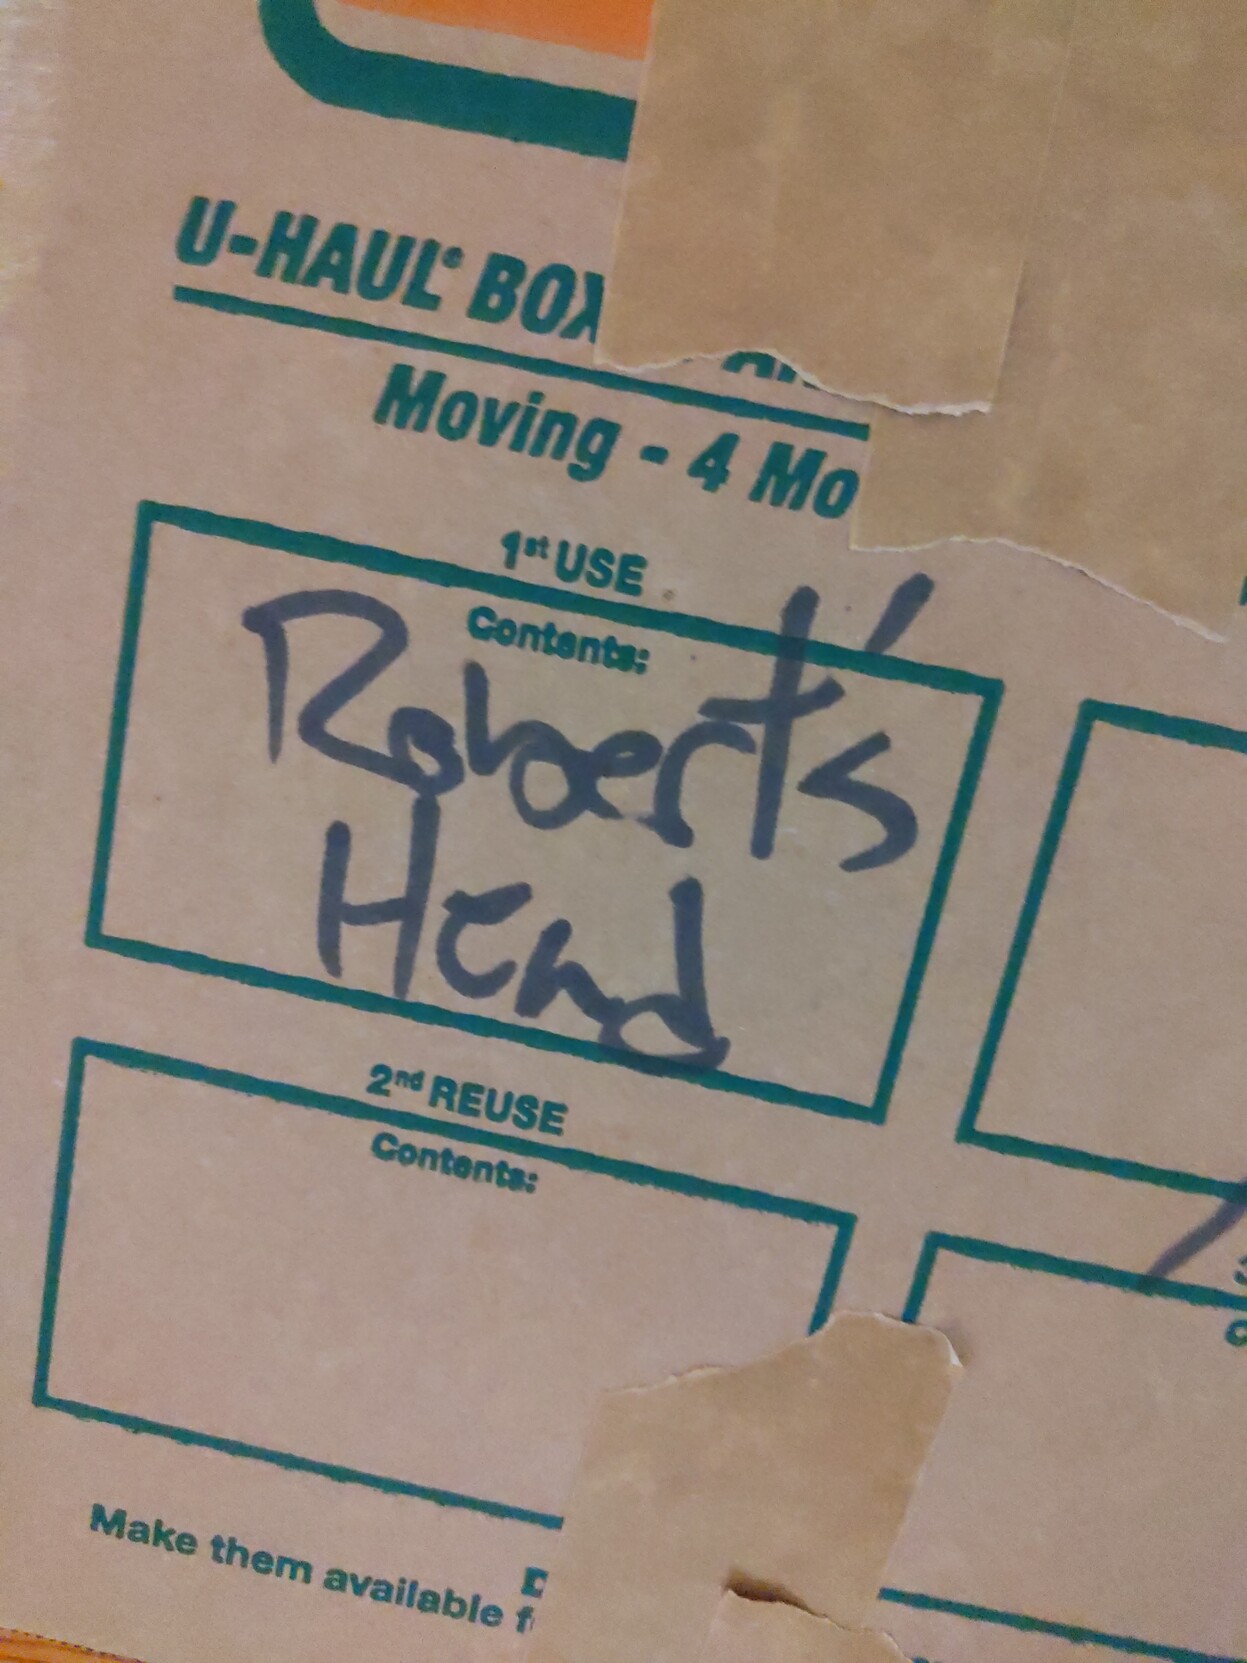 U-HAUL® BOX
Moving - 4 Mo
1st USE
Contents:
Robert's
Head
2nd REUSE
Contents:
Make them available f